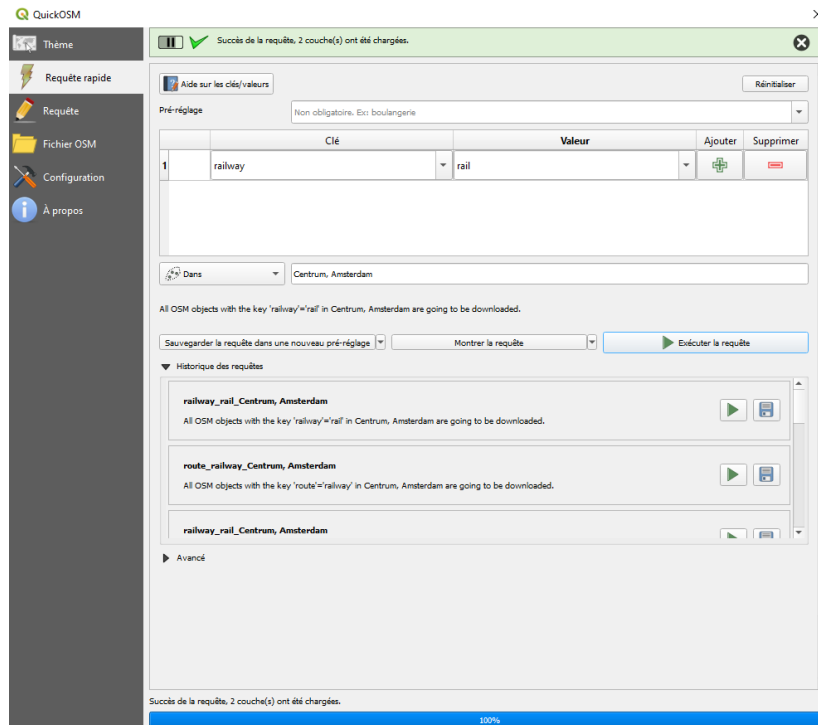 QuickOSM
Thème
Requête rapide
Requête
Fichier OSM
Configuration
À propos
Succès de la requête, 2 couche(s) ont été chargées.
Aide sur les clés/valeurs
Réinitialiser
Pré-réglage
Non obligatoire. Ex: boulangerie
Clé Valeur Ajouter Supprimer
1 railway rail
Dans Centrum, Amsterdam
All OSM objects with the key 'railway'='rail' in Centrum, Amsterdam are going to be downloaded.
Sauvegarder la requête dans une nouveau pré-réglage Montrer la requête Exécuter la requête
Historique des requêtes
railway_rail_Centrum, Amsterdam
All OSM objects with the key 'railway'='rail' in Centrum, Amsterdam are going to be downloaded.
route_railway_Centrum, Amsterdam
All OSM objects with the key 'route'='railway' in Centrum, Amsterdam are going to be downloaded.
railway_rail_Centrum, Amsterdam
Avancé
Succès de la requête, 2 couche(s) ont été chargées.
100%